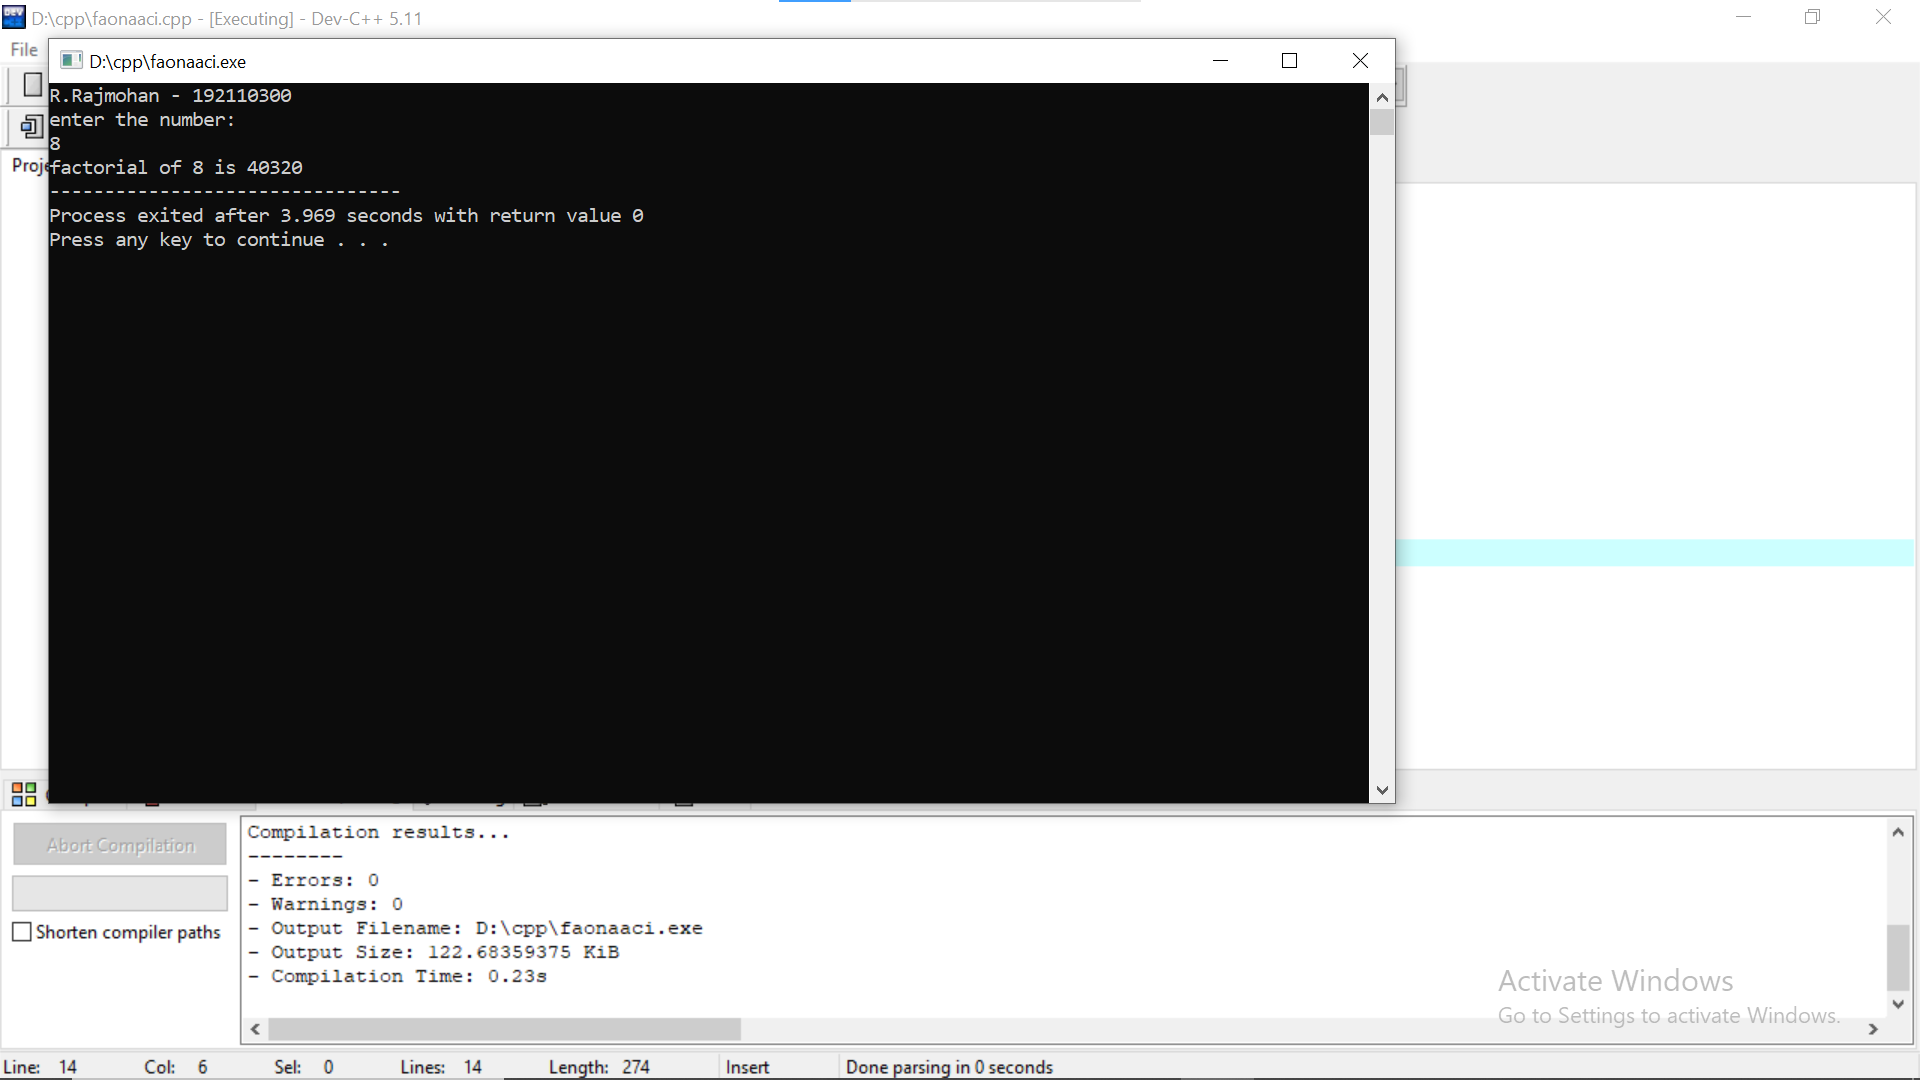 D:\cpp\faonaaci.cpp - [Executing] - Dev-C++ 5.11
File
D:\cpp\faonaaci.exe
R.Rajmohan - 192110300
enter the number:
8
Proje
factorial of 8 is 40320
--------------------------------
Process exited after 3.969 seconds with return value 0
Press any key to continue . . .
Abort Compilation
Shorten compiler paths
Compilation results...
--------
- Errors: 0
- Warnings: 0
- Output Filename: D:\cpp\faonaaci.exe
- Output Size: 122.68359375 KiB
- Compilation Time: 0.23s
Activate Windows
Go to Settings to activate Windows.
Line: 14 Col: 6 Sel: 0 Lines: 14 Length: 274 Insert Done parsing in 0 seconds